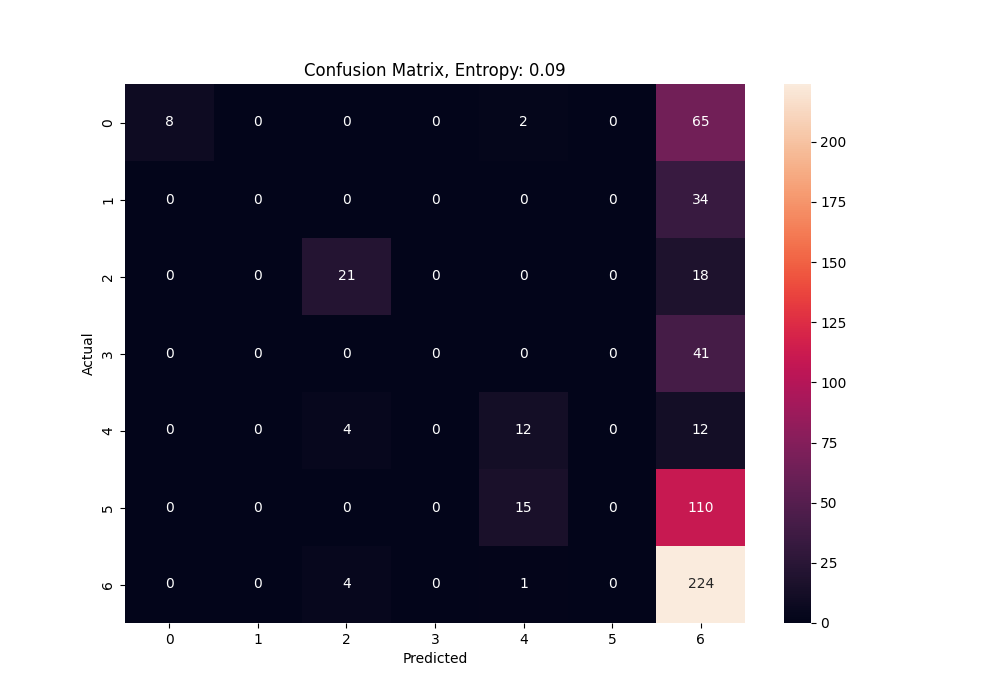 Confusion Matrix, Entropy: 0.09
0 8 0 0 0 2 0 65
1 0 0 0 0 0 0 34
2 0 0 21 0 0 0 18
3 0 0 0 0 0 0 41
4 0 0 4 0 12 0 12
5 0 0 0 0 15 0 110
6 0 0 4 0 1 0 224
0 1 2 3 4 5 6
Predicted
Actual
200
175
150
125
100
75
50
25
0